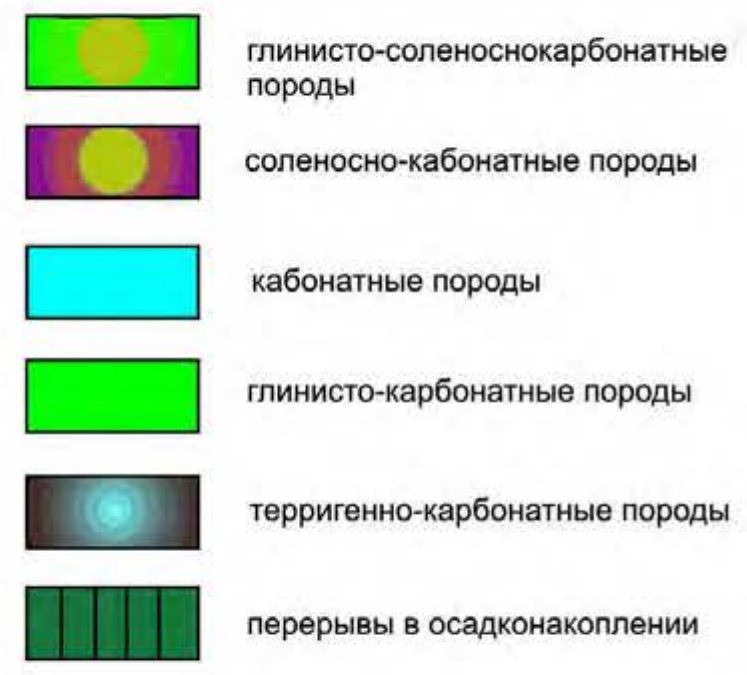 глинисто-соленоснокарбонатные
породы
соленосно-кабонатные породы
кабонатные породы
глинисто-карбонатные породы
терригенно-карбонатные породы
перерывы в осадконакоплении